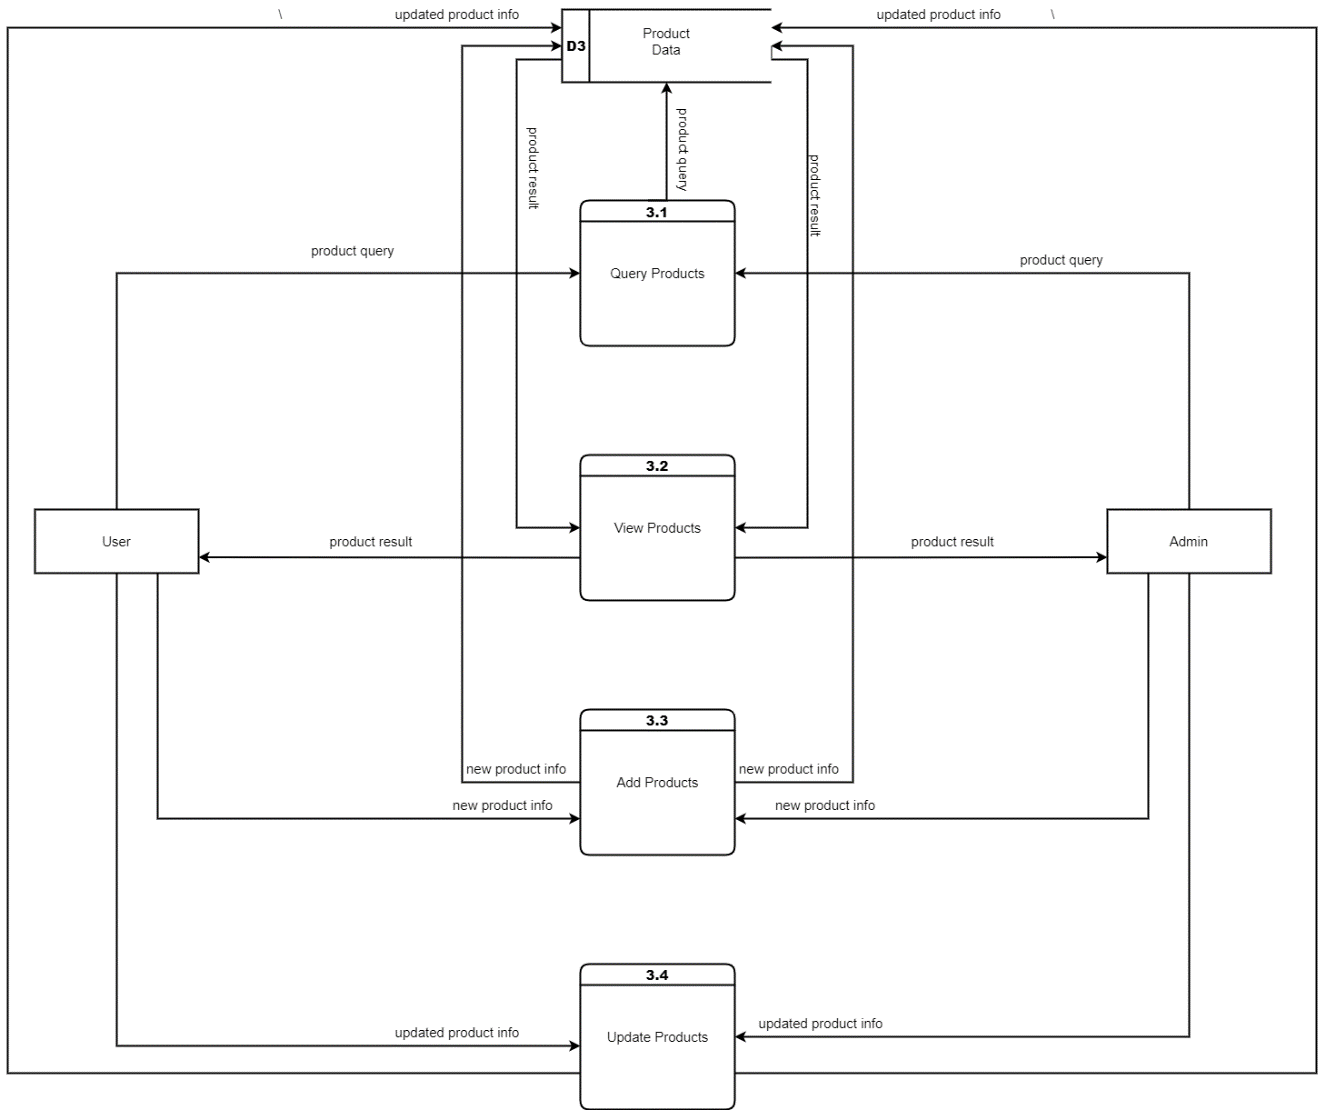 \
updated product info
updated product info
\
D3
Product
Data
product result
product query
product result
3.1
Query Products
product query
product query
3.2
View Products
User
product result
product result
Admin
3.3
Add Products
new product info
new product info
new product info
new product info
3.4
Update Products
updated product info
updated product info